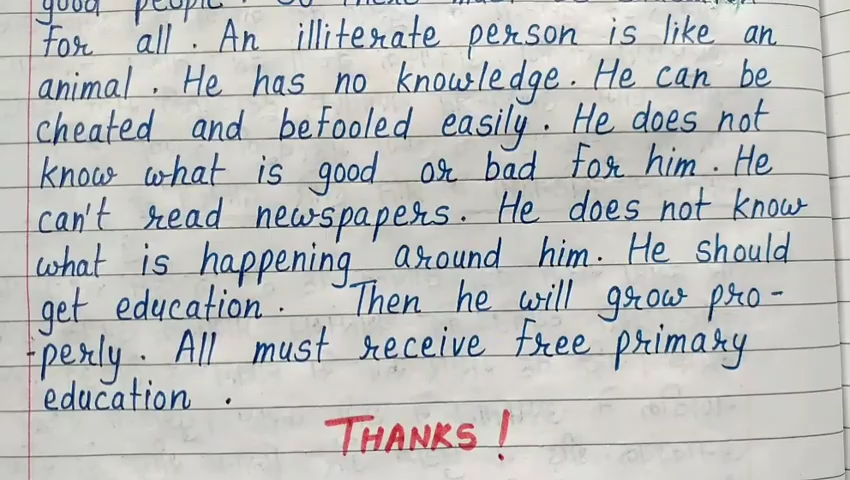 good people.
for all. An illiterate person is like an
animal. He has no knowledge. He can be
cheated and befooled easily. He does not
know what is good or bad for him. He
can't read newspapers. He does not know
what is happening around him. He should
get education. Then he will grow pro-
-perly. All must receive free primary
education.
THANKS!